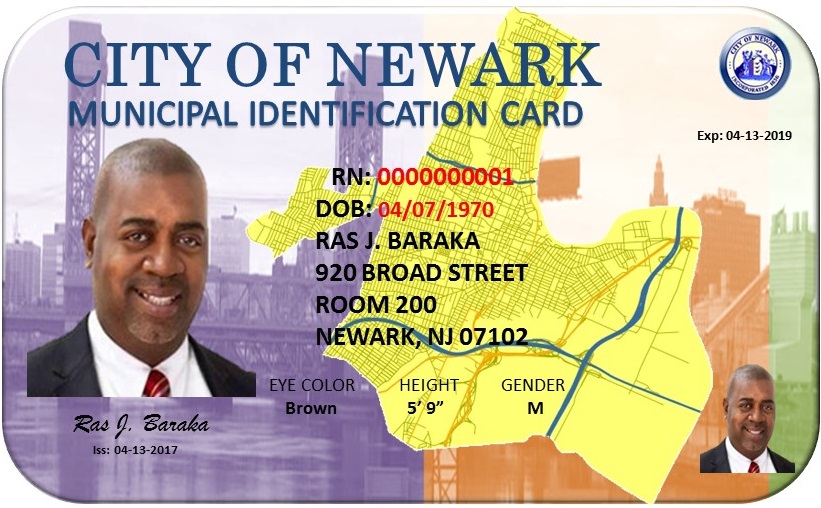 CITY OF NEWARK
MUNICIPAL IDENTIFICATION CARD
CITY OF NEWARK
INCORPORATED 1836
Exp: 04-13-2019
RN: 0000000001
DOB: 04/07/1970
RAS J. BARAKA
920 BROAD STREET
ROOM 200
NEWARK, NJ 07102
EYE COLOR HEIGHT GENDER
Brown 5' 9” M
Ras J. Baraka
Iss: 04-13-2017